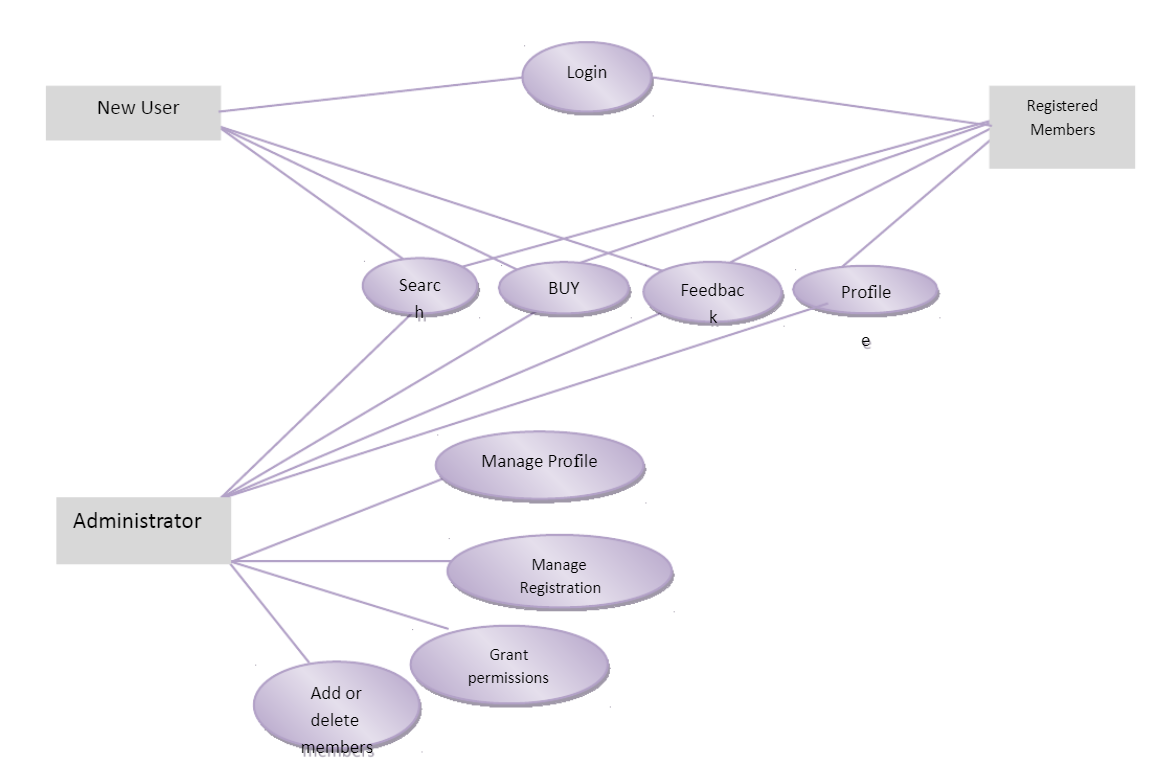 Login
New User
Registered
Members
Searc
h
BUY
Feedbac
k
Profile
e
Manage Profile
Administrator
Manage
Registration
Grant
permissions
Add or
delete
members